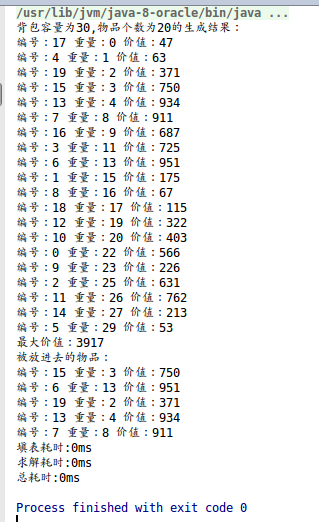 /usr/lib/jvm/java-8-oracle/bin/java ...
背包容量为30,物品个数为20的生成结果：
编号：17 重量：0 价值：47
编号：4 重量：1 价值：63
编号：19 重量：2 价值：371
编号：15 重量：3 价值：750
编号：13 重量：4 价值：934
编号：7 重量：8 价值：911
编号：16 重量：9 价值：687
编号：3 重量：11 价值：725
编号：6 重量：13 价值：951
编号：1 重量：15 价值：175
编号：8 重量：16 价值：67
编号：18 重量：17 价值：115
编号：12 重量：19 价值：322
编号：10 重量：20 价值：403
编号：0 重量：22 价值：566
编号：9 重量：23 价值：226
编号：2 重量：25 价值：631
编号：11 重量：26 价值：762
编号：14 重量：27 价值：213
编号：5 重量：29 价值：53
最大价值：3917
被放进去的物品：
编号：15 重量：3 价值：750
编号：6 重量：13 价值：951
编号：19 重量：2 价值：371
编号：13 重量：4 价值：934
编号：7 重量：8 价值：911
填表耗时:0ms
求解耗时:0ms
总耗时:0ms
Process finished with exit code 0